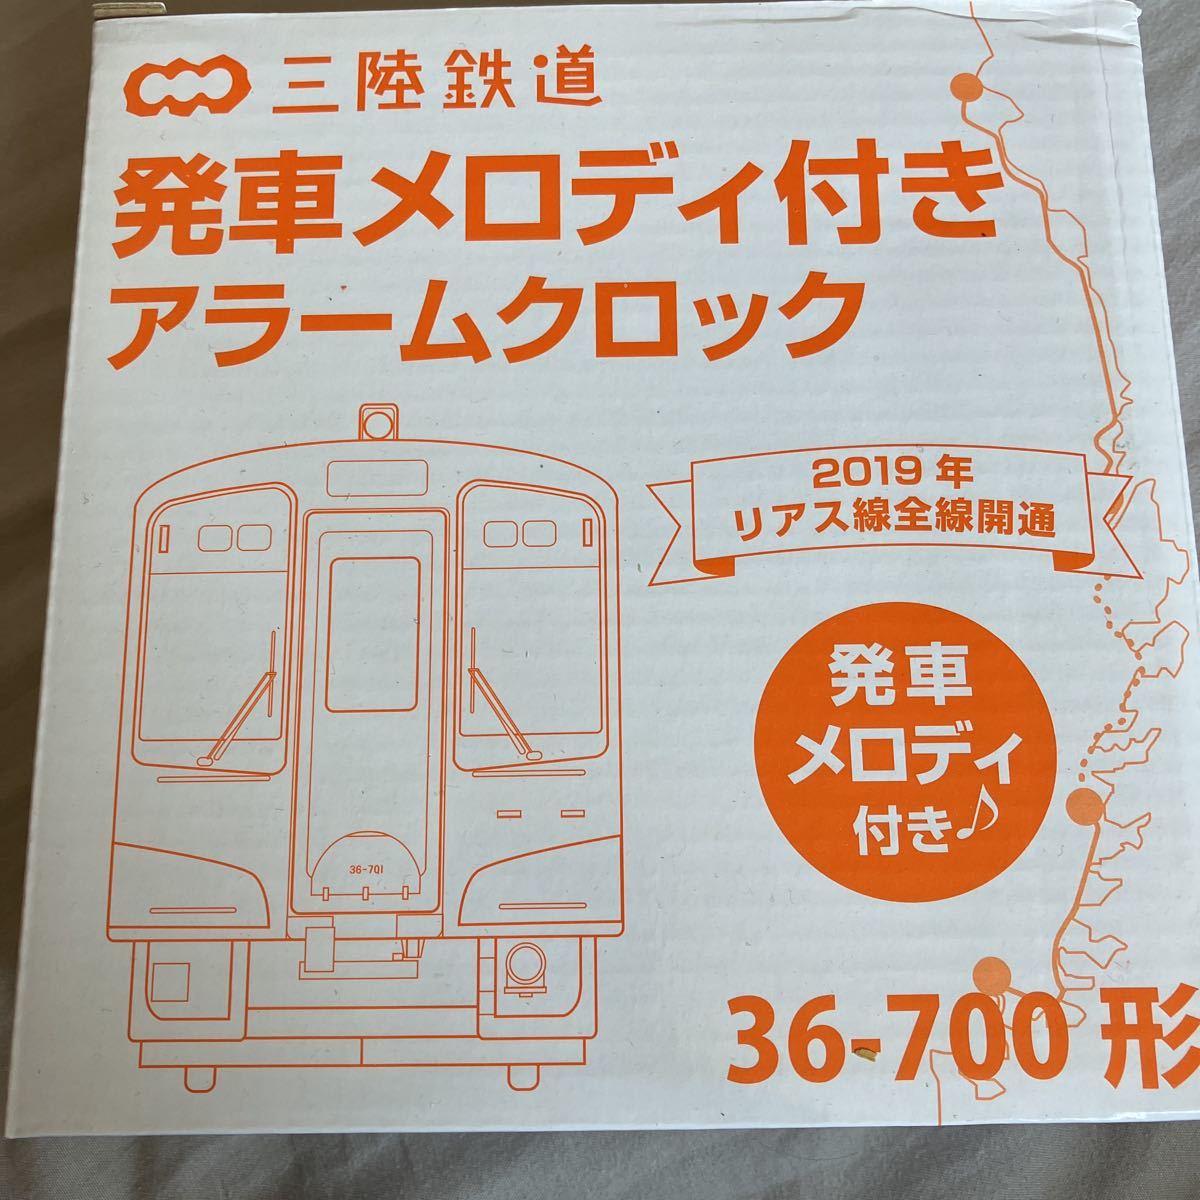 三陸鉄道
発車メロディ付き
アラームクロック
2019年
リアス線全線開通
発車
メロディ
付き♪
36-701
36-700形